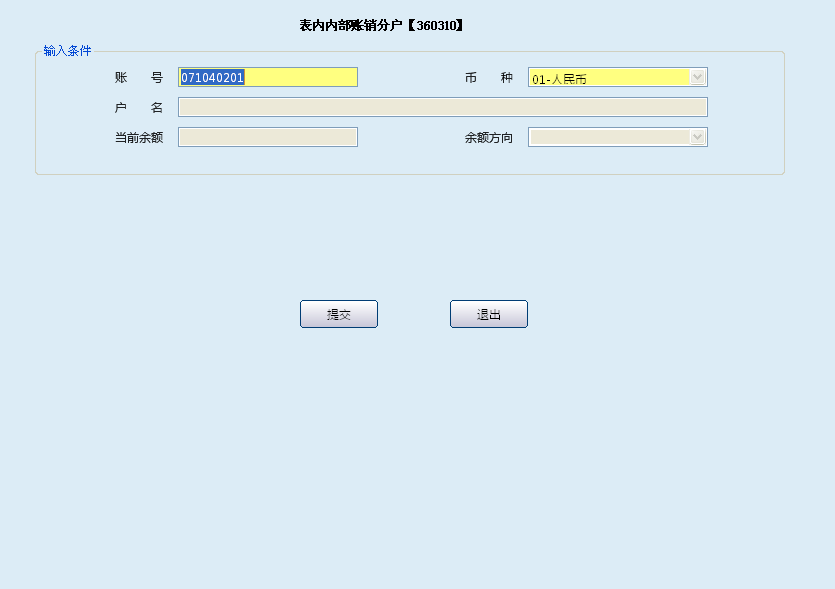 表内内部账销分户【360310】
输入条件
账 号 071040201 币 种 01-人民币
户 名
当前余额 余额方向
提交 退出